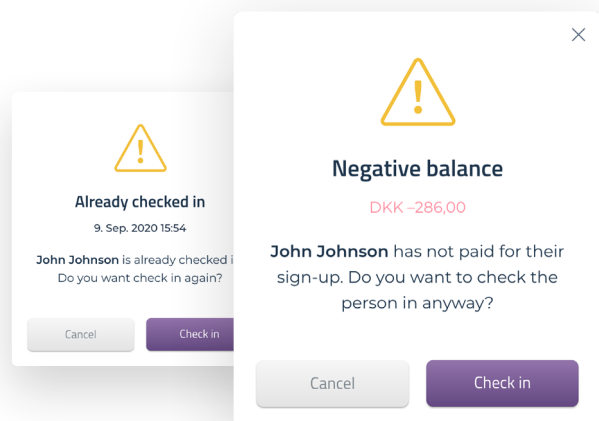 Already checked in
9. Sep. 2020 15:54
John Johnson is already checked
Do you want check in again?
Cancel
Check in
Negative balance
DKK –286,00
John Johnson has not paid for their
sign-up. Do you want to check the
person in anyway?
Cancel
Check in